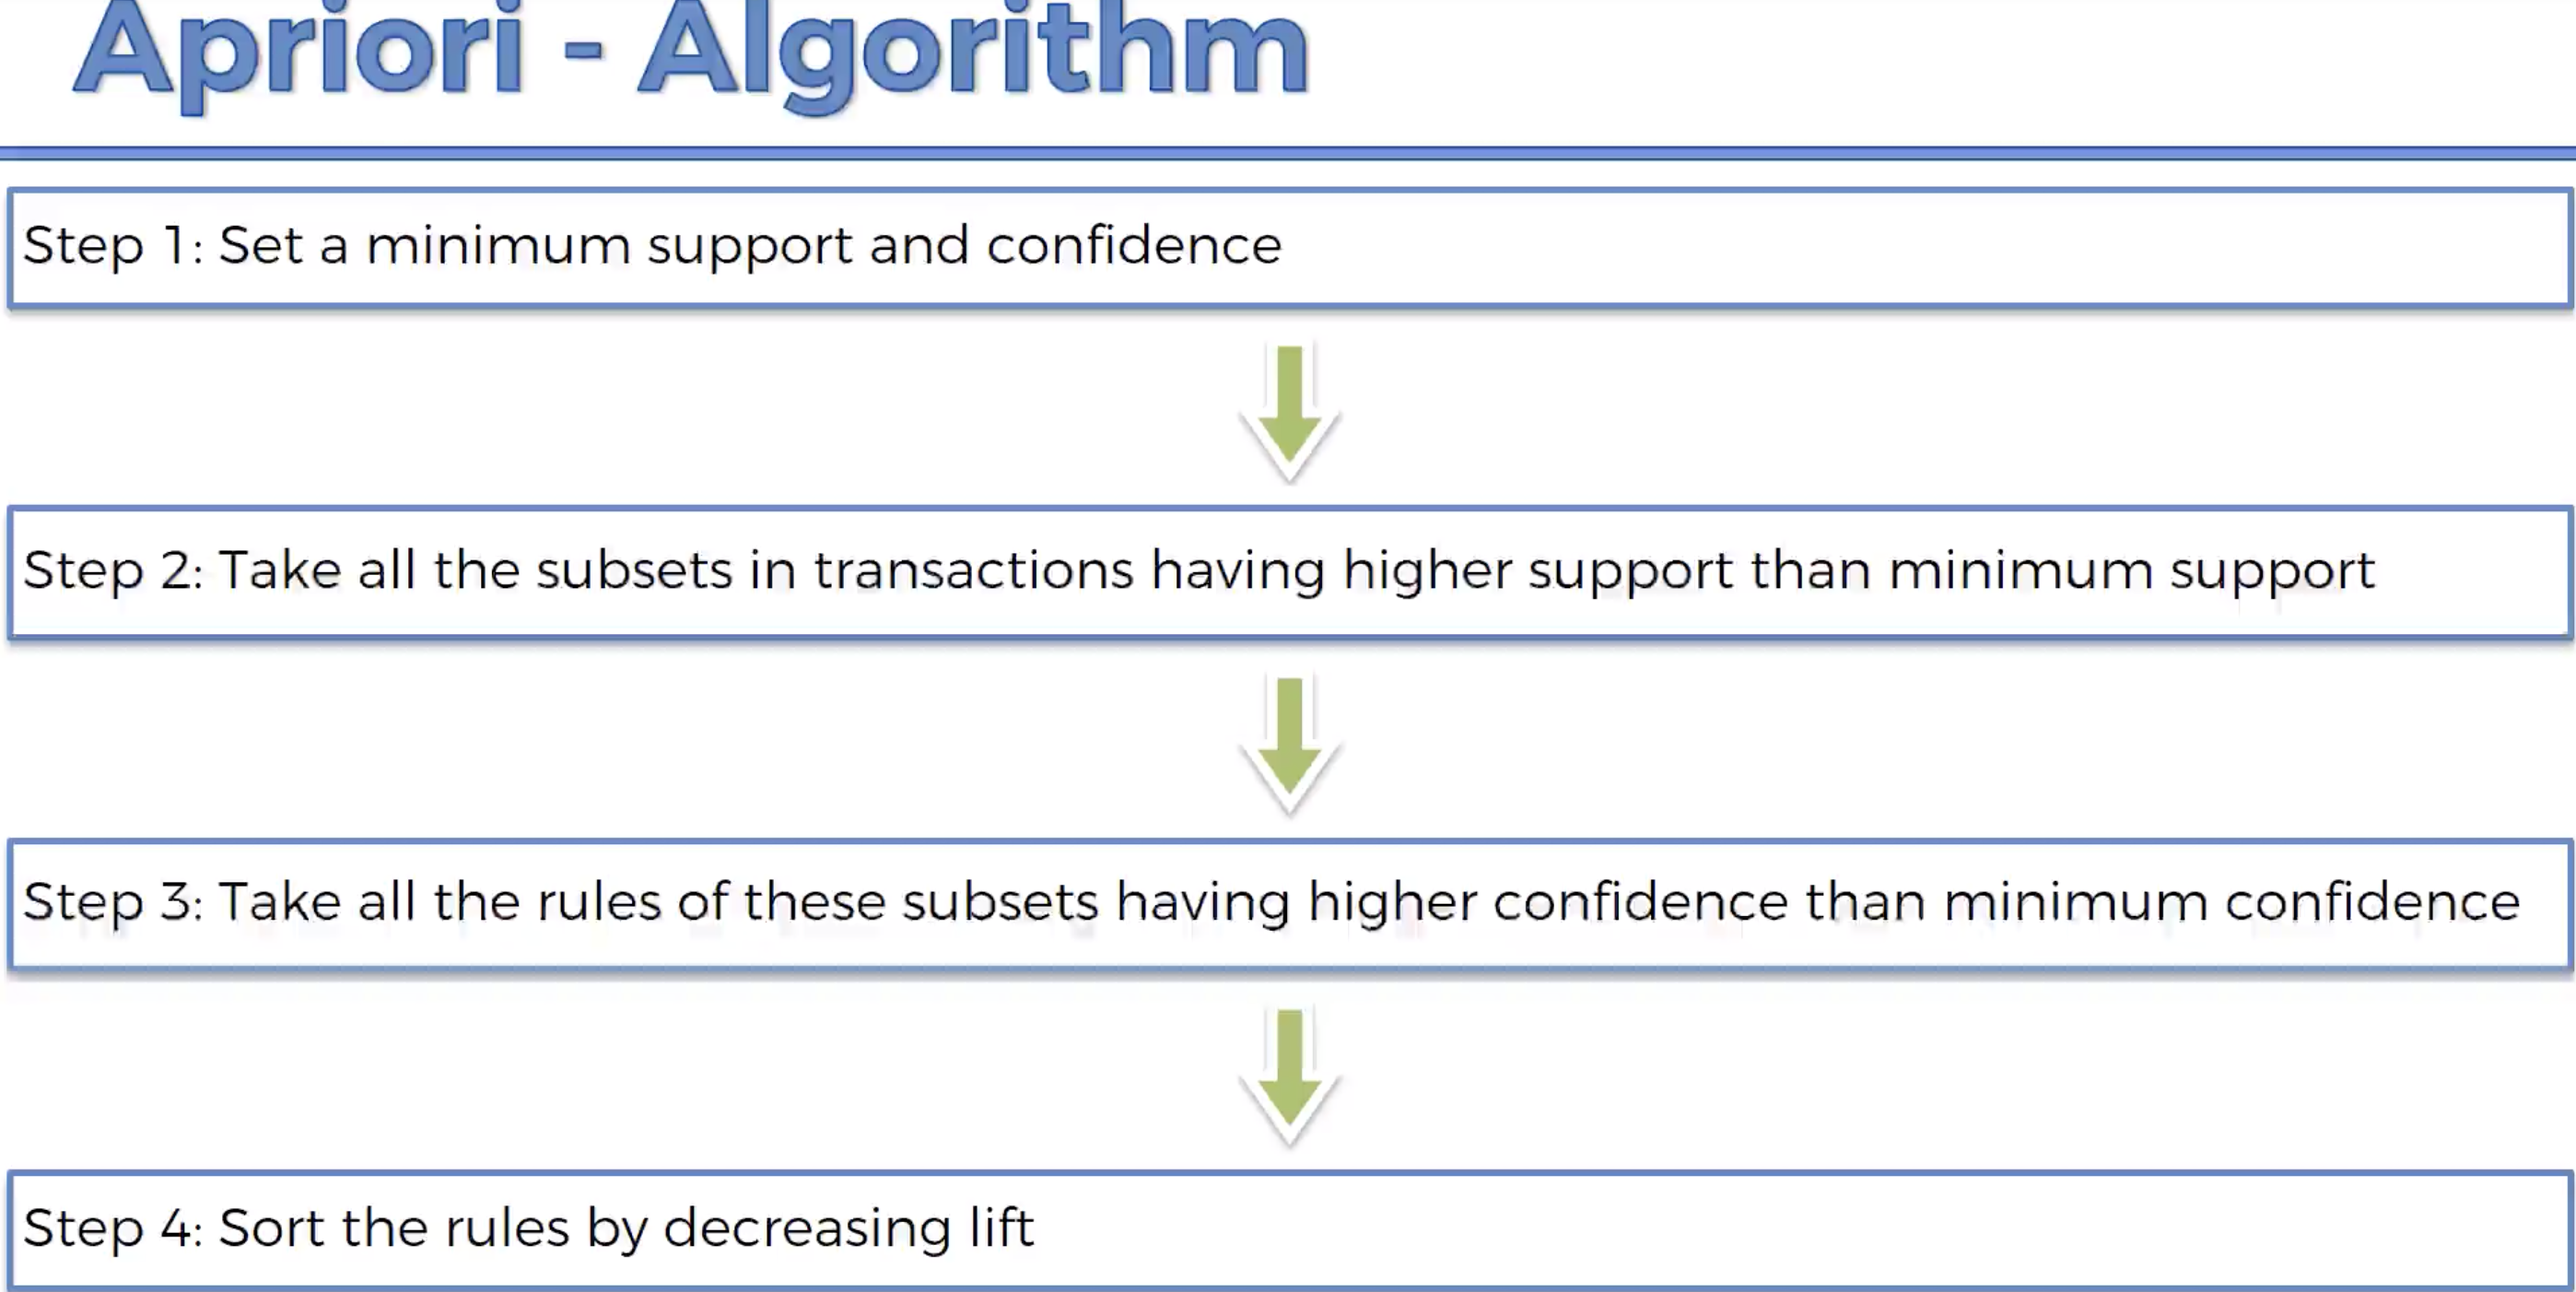 Apriori - Algorithm
Step 1: Set a minimum support and confidence
Step 2: Take all the subsets in transactions having higher support than minimum support
Step 3: Take all the rules of these subsets having higher confidence than minimum confidence
Step 4: Sort the rules by decreasing lift